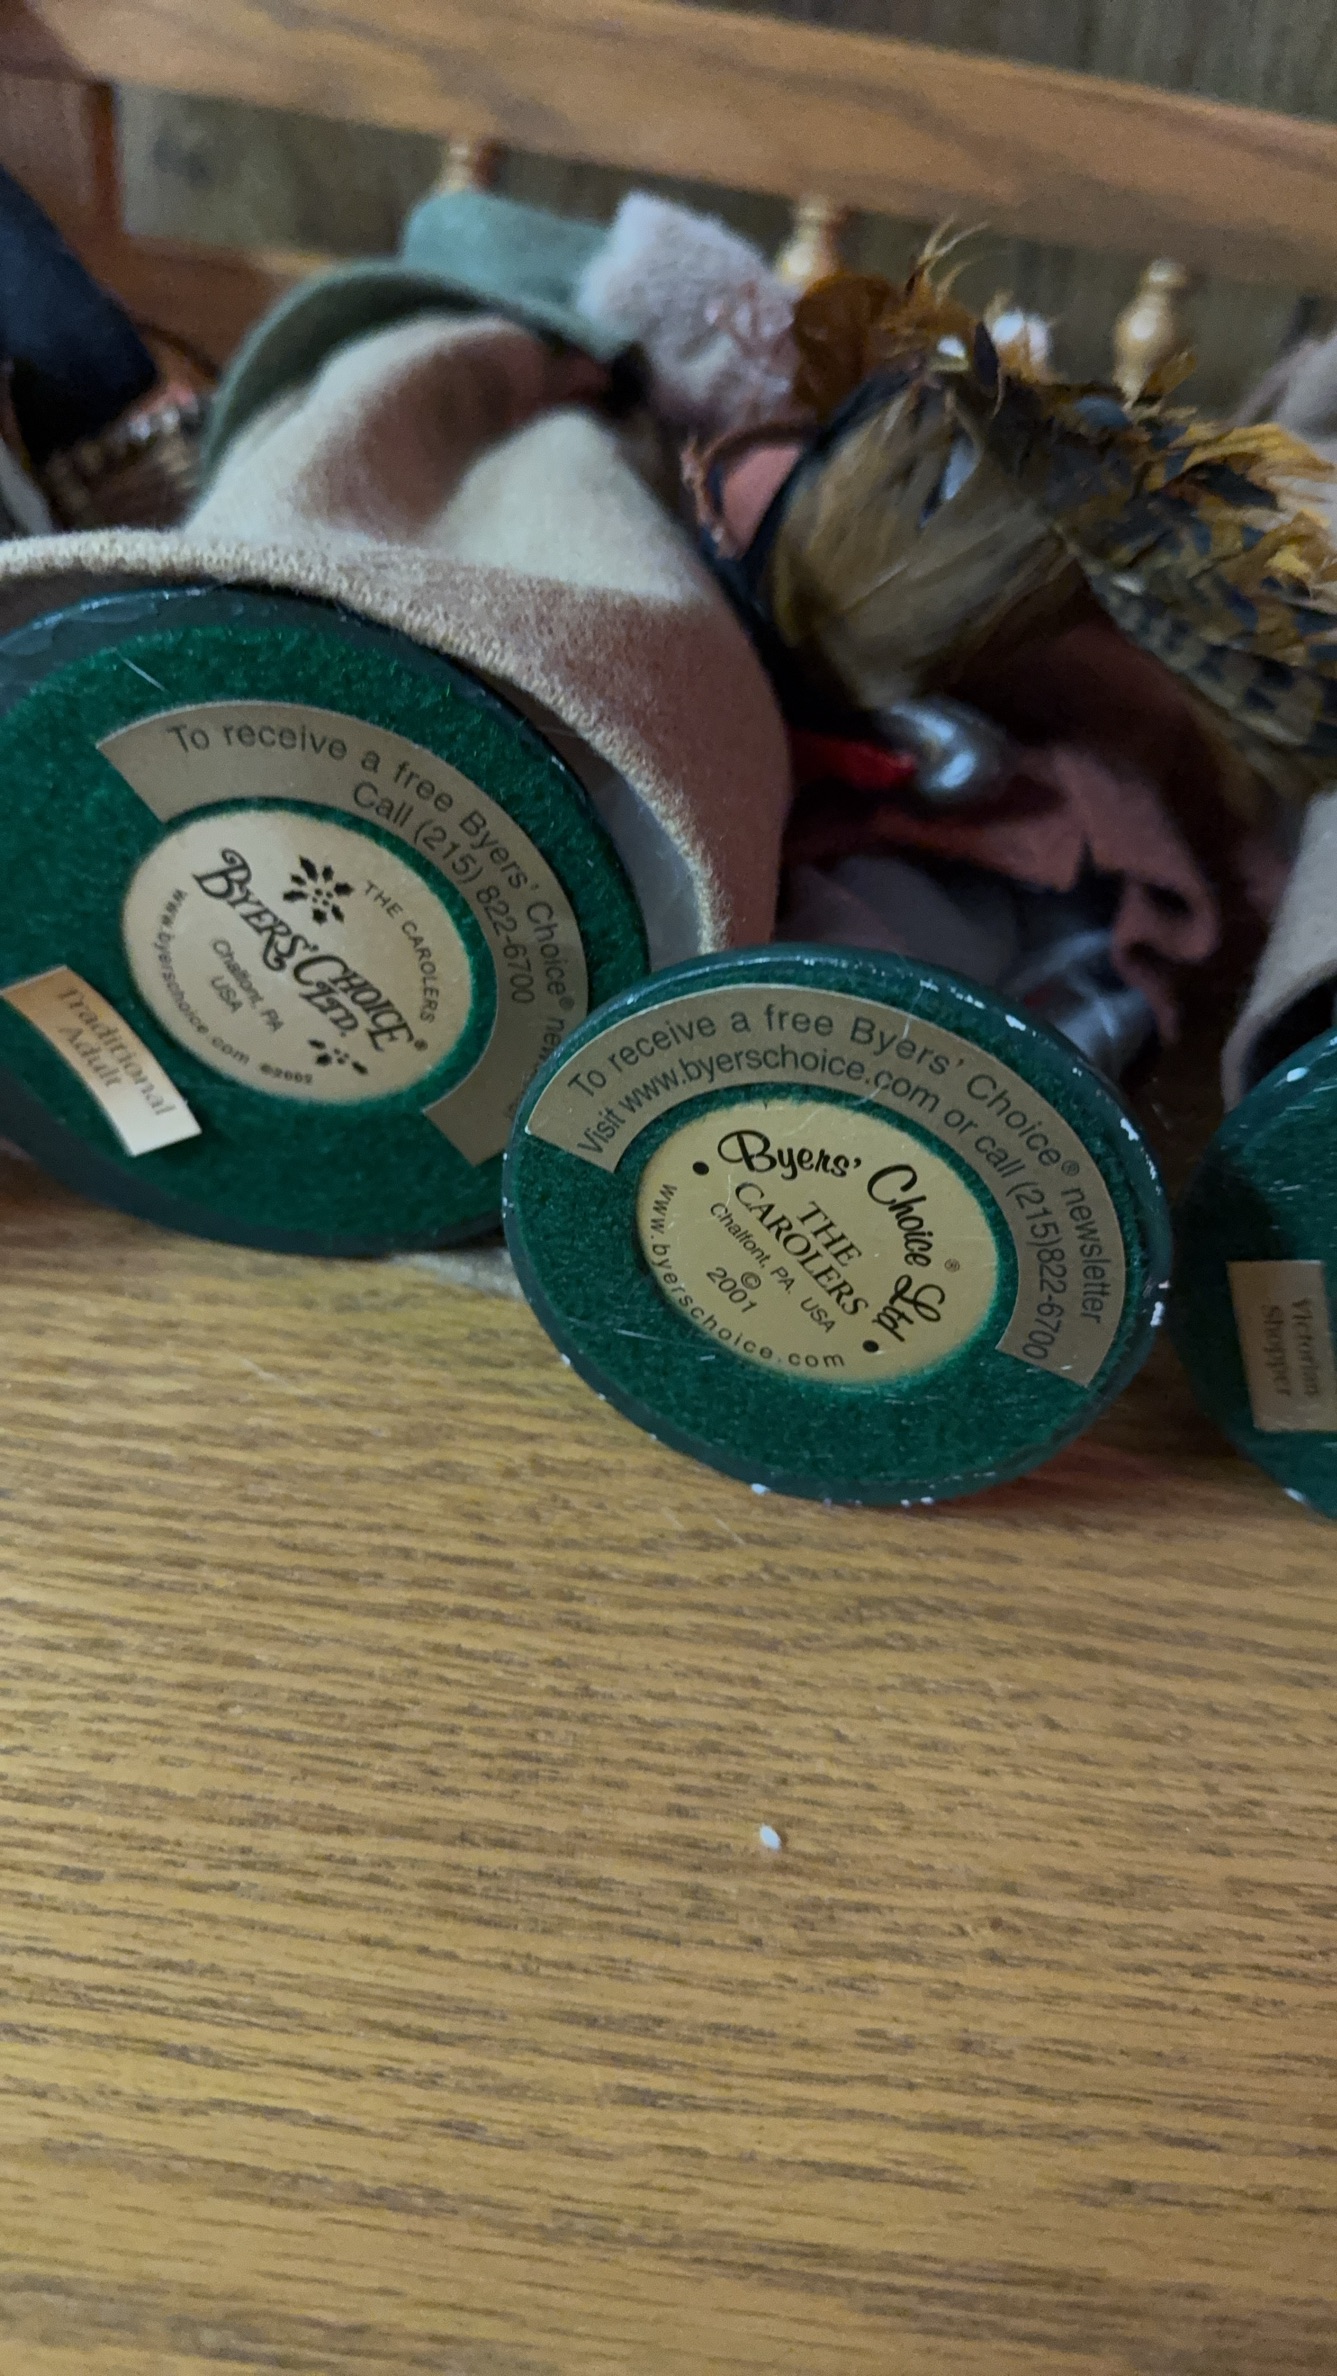 To receive a free Byers' Choice® new
Call (215) 822-6700
THE CAROLERS
BYERS' CHOICE®
LTD.
Chalfont, PA
USA
www.byerschoice.com ©2002
Traditional
Adult
To receive a free Byers' Choice® newsletter
Visit www.byerschoice.com or call (215)822-6700
Byers' Choice Ltd.®
THE
CAROLERS
Chalfont, PA, USA
©
2001
www.byerschoice.com
Victorian
Shopper